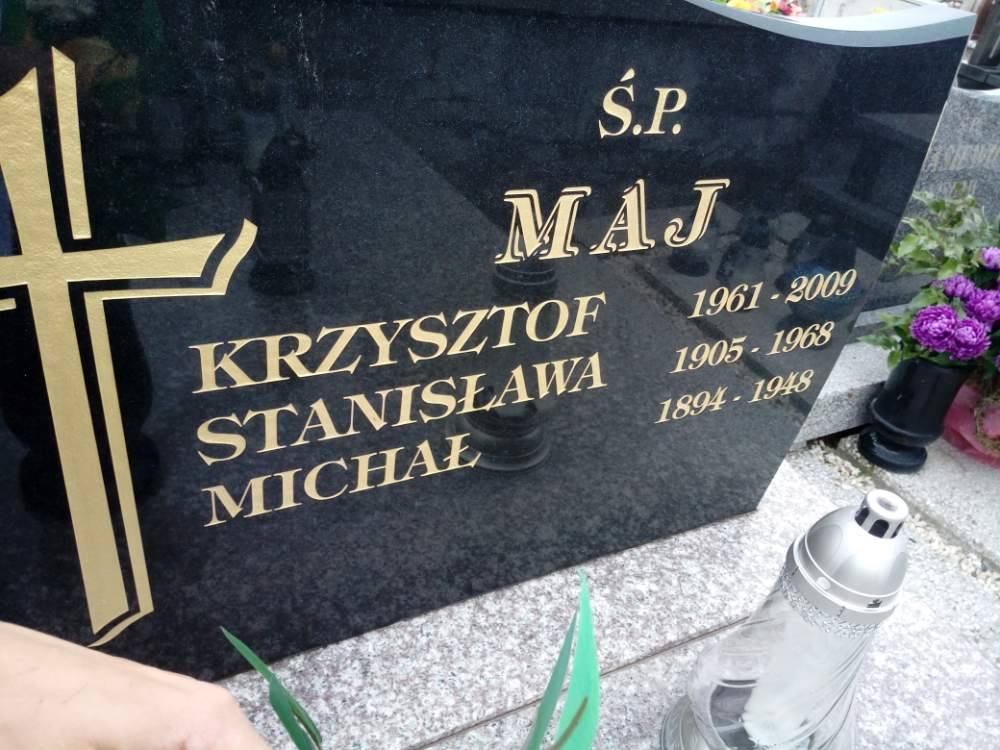 Ś.P.
MAJ
KRZYSZTOF 1961 - 2009
STANISŁAWA 1905 - 1968
MICHAŁ 1894 - 1948